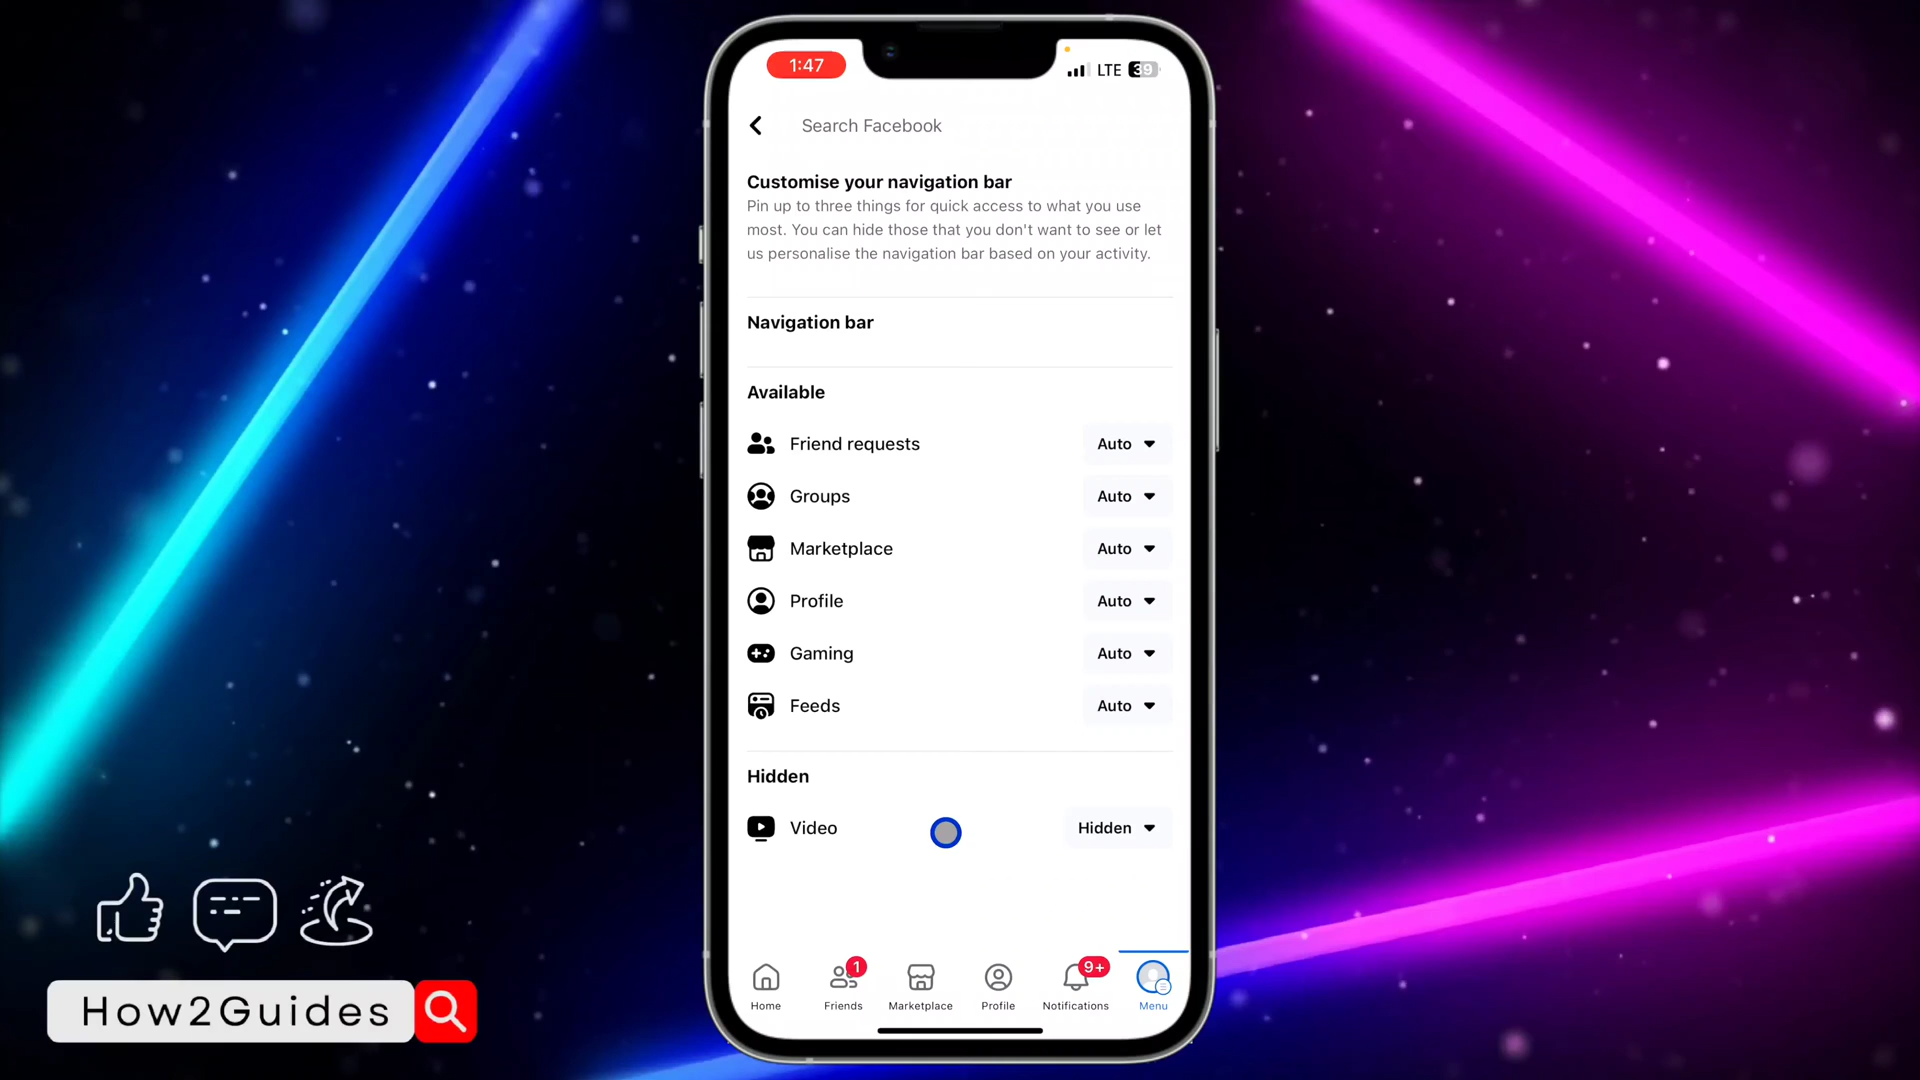 1:47
LTE 39
Search Facebook
Customise your navigation bar
Pin up to three things for quick access to what you use
most. You can hide those that you don't want to see or let
us personalise the navigation bar based on your activity.
Navigation bar
Available
Friend requests Auto
Groups Auto
Marketplace Auto
Profile Auto
Gaming Auto
Feeds Auto
Hidden
Video Hidden
1 9+
Home Friends Marketplace Profile Notifications Menu
How2Guides